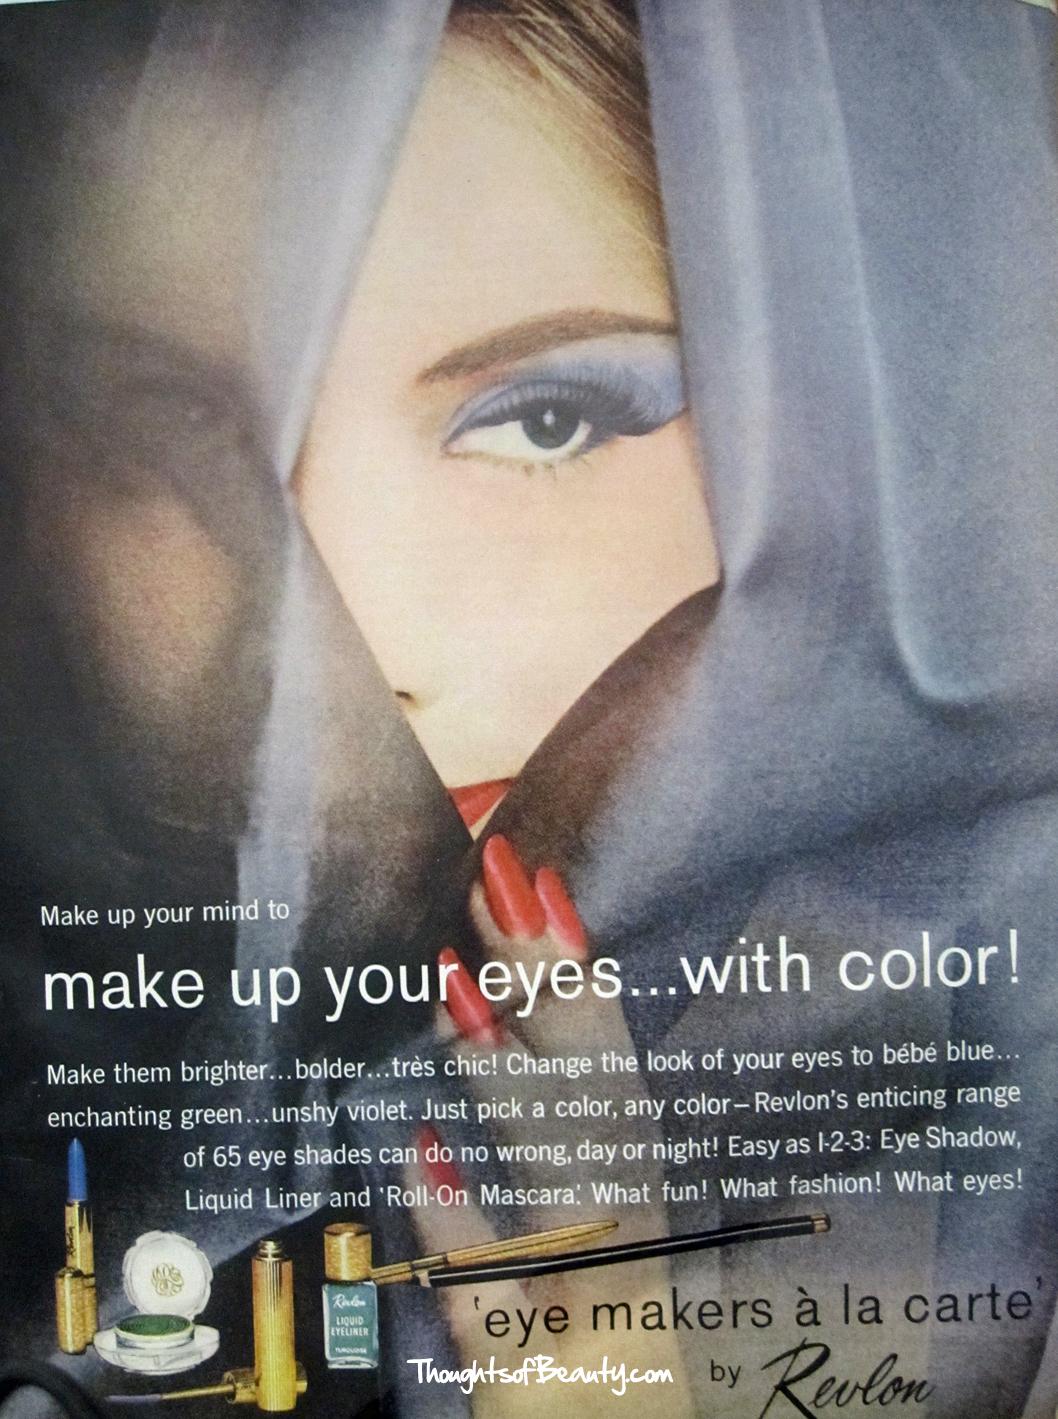 Make up your mind to
make up your eyes...with color!
Make them brighter...bolder...très chic! Change the look of your eyes to bébé blue...
enchanting green...unshy violet. Just pick a color, any color–Revlon's enticing range
of 65 eye shades can do no wrong, day or night! Easy as 1-2-3: Eye Shadow,
Liquid Liner and 'Roll-On Mascara.' What fun! What fashion! What eyes!
Revlon
LIQUID
EYELINER
TURQUOISE
'eye makers à la carte'
by Revlon
ThoughtsofBeauty.com